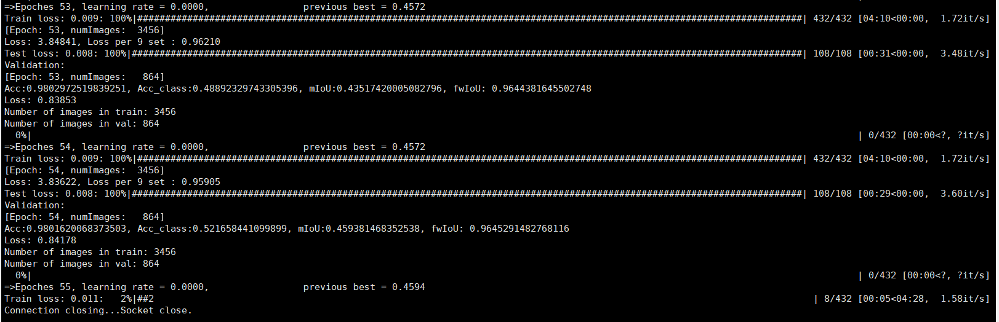 =>Epoches 53, learning rate = 0.0000,                 previous best = 0.4572
Train loss: 0.009: 100%|########################################################################################################################| 432/432 [04:10<00:00,  1.72it/s]
[Epoch: 53, numImages:  3456]
Loss: 3.84841, Loss per 9 set : 0.96210
Test loss: 0.008: 100%|#########################################################################################################################| 108/108 [00:31<00:00,  3.48it/s]
Validation:
[Epoch: 53, numImages:   864]
Acc:0.9802972519839251, Acc_class:0.48892329743305396, mIoU:0.43517420005082796, fwIoU: 0.9644381645502748
Loss: 0.83853
Number of images in train: 3456
Number of images in val: 864
  0%|                                                                                                                                                     | 0/432 [00:00<?, ?it/s]
=>Epoches 54, learning rate = 0.0000,                 previous best = 0.4572
Train loss: 0.009: 100%|########################################################################################################################| 432/432 [04:10<00:00,  1.72it/s]
[Epoch: 54, numImages:  3456]
Loss: 3.83622, Loss per 9 set : 0.95905
Test loss: 0.008: 100%|#########################################################################################################################| 108/108 [00:29<00:00,  3.60it/s]
Validation:
[Epoch: 54, numImages:   864]
Acc:0.9801620068373503, Acc_class:0.521658441099899, mIoU:0.459381468352538, fwIoU: 0.9645291482768116
Loss: 0.84178
Number of images in train: 3456
Number of images in val: 864
  0%|                                                                                                                                                     | 0/432 [00:00<?, ?it/s]
=>Epoches 55, learning rate = 0.0000,                 previous best = 0.4594
Train loss: 0.011:   2%|##2                                                                                                                       | 8/432 [00:05<04:28,  1.58it/s]
Connection closing...Socket close.